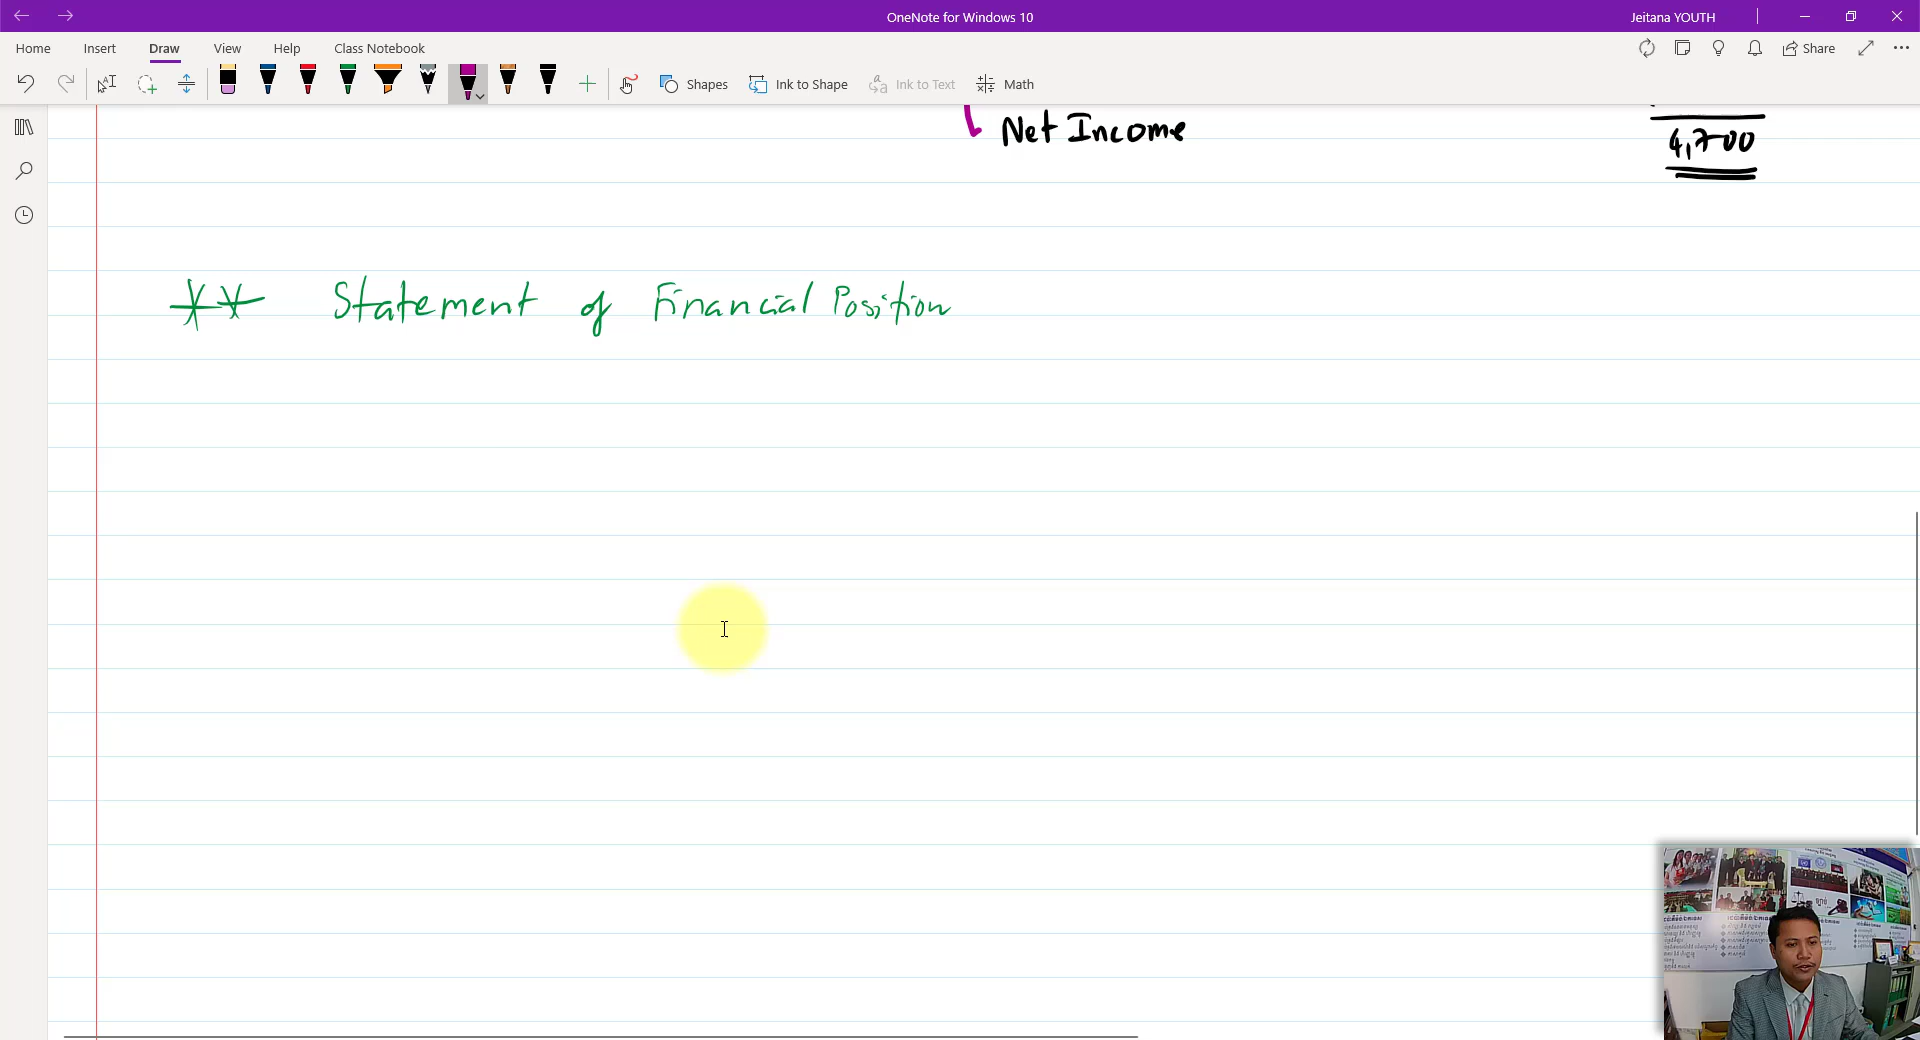 OneNote for Windows 10
Jeitana YOUTH
Home Insert Draw View Help Class Notebook
Share
Shapes Ink to Shape Ink to Text Math
Net Income
4,700
** Statement of Financial Position